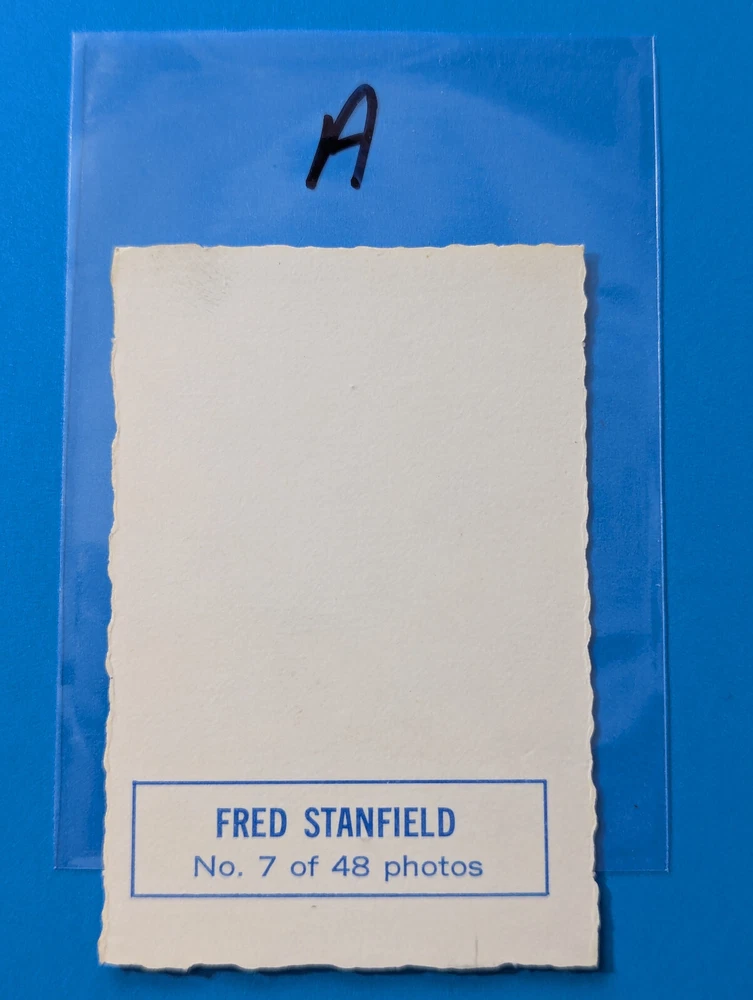 A
FRED STANFIELD
No. 7 of 48 photos